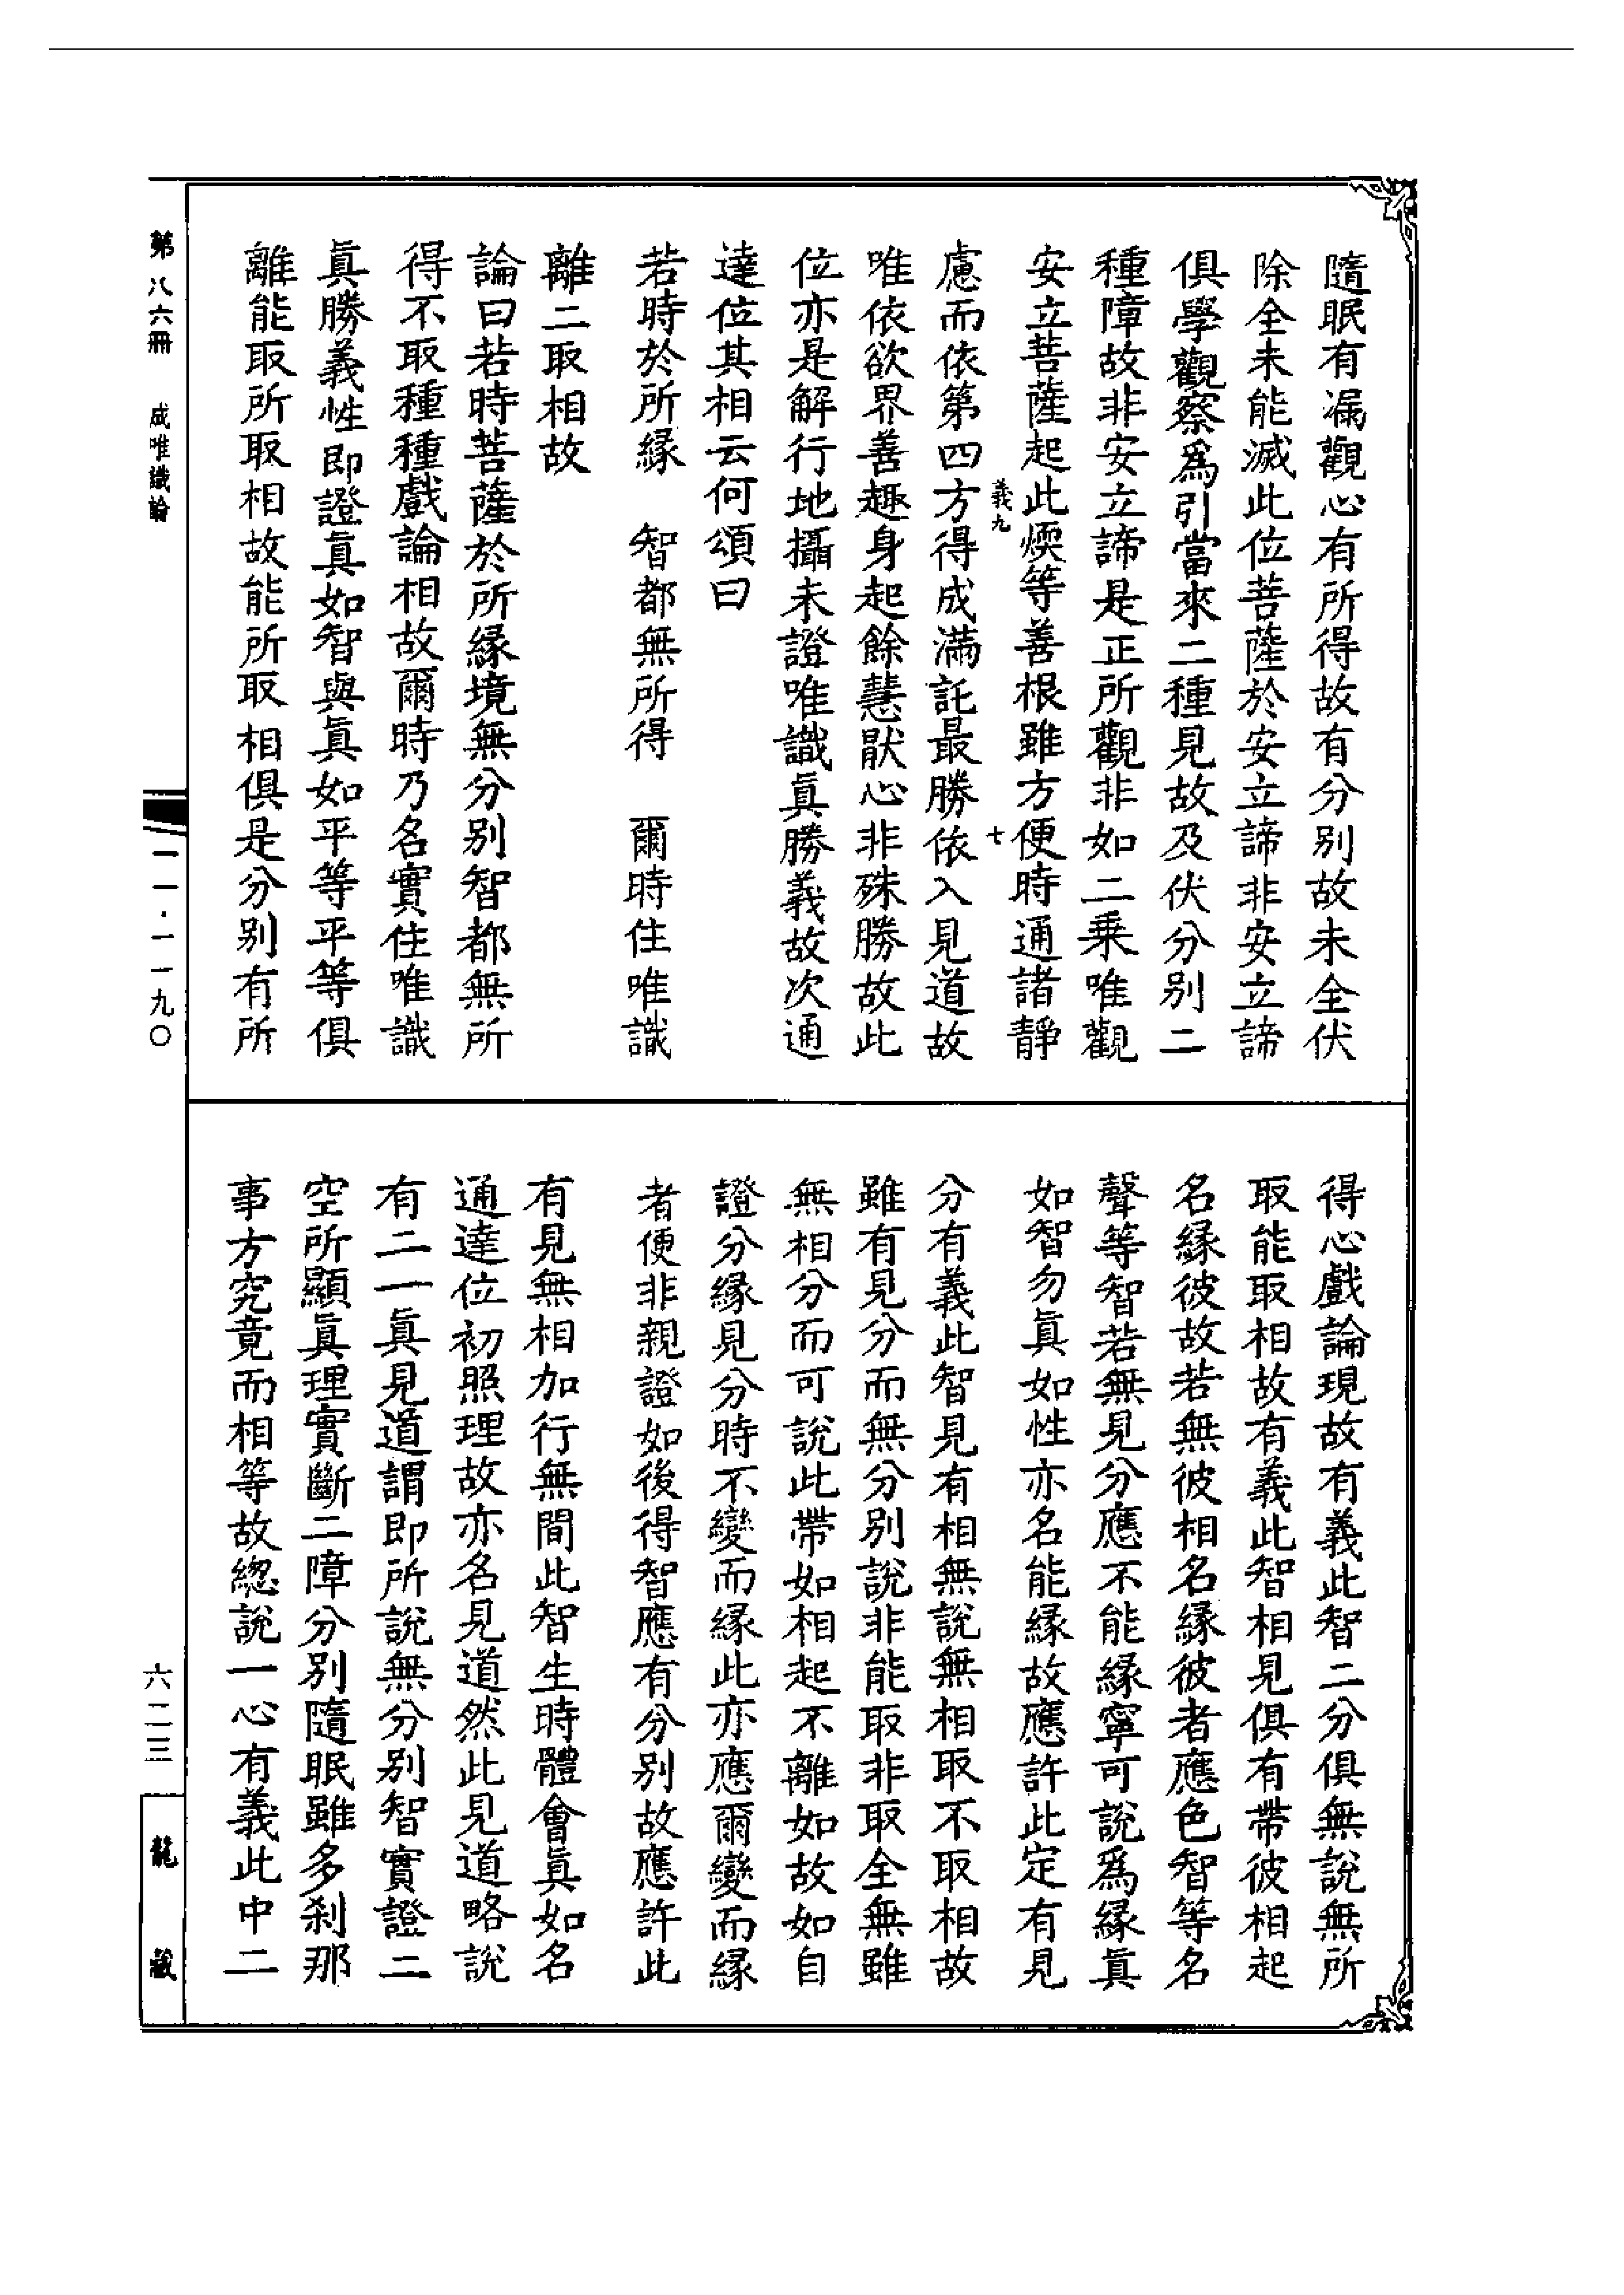 隨眠有漏觀心有所得故有分别故未全伏
除全未能滅此位菩薩於安立諦非安立諦
俱學觀察爲引當來二種見故及伏分别二
種障故非安立諦是正所觀非如二乗唯觀
安立菩薩起此煗等善根雖方便時通諸靜
義九
七
慮而依第四方得成滿託最勝依入見道故
唯依欲界善趣身起餘慧猒心非殊勝故此
位亦是解行地攝未證唯識眞勝義故次通
達位其相云何頌曰
若時於所緣　智都無所得　爾時住唯識
離二取相故
論曰若時菩薩於所緣境無分别智都無所
得不取種種戲論相故爾時乃名實住唯識
眞勝義性即證眞如智與眞如平等平等俱
離能取所取相故能所取相俱是分别有所
得心戲論現故有義此智二分俱無說無所
取能取相故有義此智相見俱有帶彼相起
名緣彼故若無彼相名緣彼者應色智等名
聲等智若無見分應不能緣寧可說爲緣眞
如智勿眞如性亦名能緣故應許此定有見
分有義此智見有相無說無相取不取相故
雖有見分而無分别說非能取非取全無雖
無相分而可說此帶如相起不離如故如自
證分緣見分時不變而緣此亦應爾變而緣
者便非親證如後得智應有分别故應許此
有見無相加行無間此智生時體會眞如名
通達位初照理故亦名見道然此見道略說
有二一眞見道謂即所說無分别智實證二
空所顯眞理實斷二障分别隨眠雖多刹那
事方究竟而相等故總說一心有義此中二
第八六冊　成唯識論
一一·一一九〇
六二三
龍藏